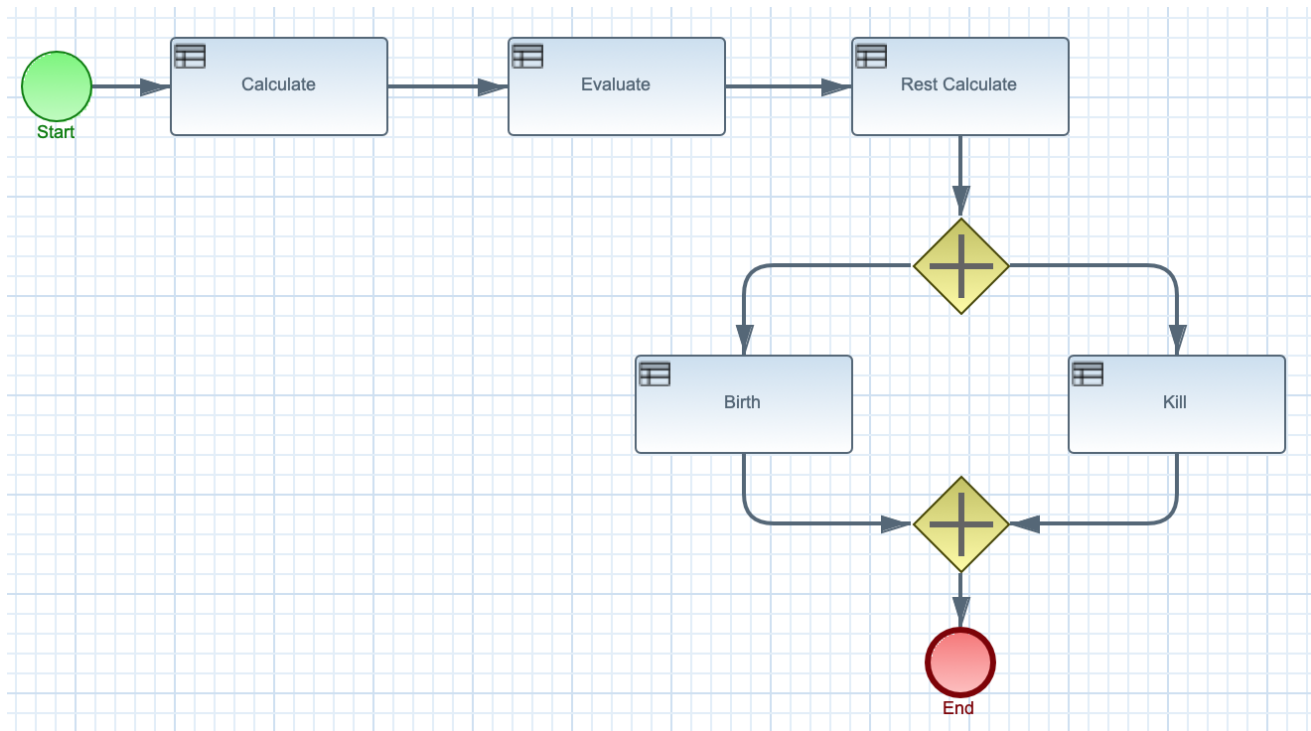 Calculate
Evaluate
Rest Calculate
Start
Birth
Kill
End